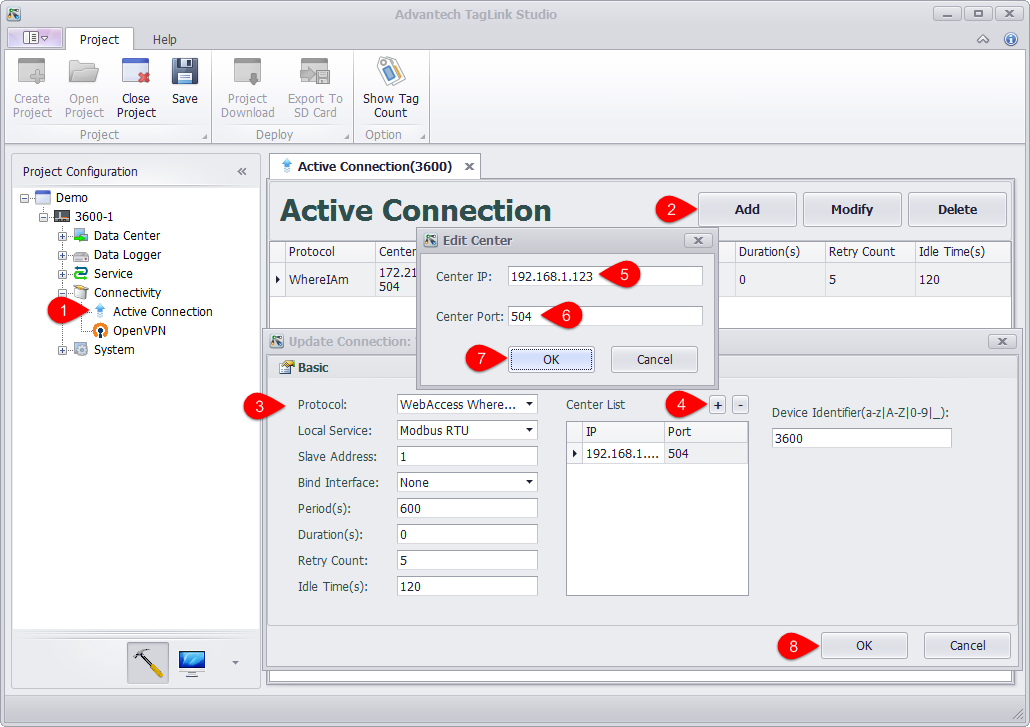 Advantech TagLink Studio
Project
Help
Create Project
Open Project
Close Project
Save
Project Download
Export To SD Card
Show Tag Count
Project
Deploy
Option
Project Configuration
Demo
3600-1
Data Center
Data Logger
Service
Connectivity
1
Active Connection
OpenVPN
System
Active Connection(3600)
Active Connection
2
Add
Modify
Delete
Protocol
Center
Duration(s)
Retry Count
Idle Time(s)
WhereIAm
172.21
504
0
5
120
Edit Center
Center IP:
192.168.1.123
5
Center Port:
504
6
7
OK
Cancel
Update Connection:
Basic
3
Protocol:
WebAccess Where...
Local Service:
Modbus RTU
Slave Address:
1
Bind Interface:
None
Period(s):
600
Duration(s):
0
Retry Count:
5
Idle Time(s):
120
Center List
4
+
-
IP
Port
192.168.1....
504
Device Identifier(a-z|A-Z|0-9|_):
3600
8
OK
Cancel